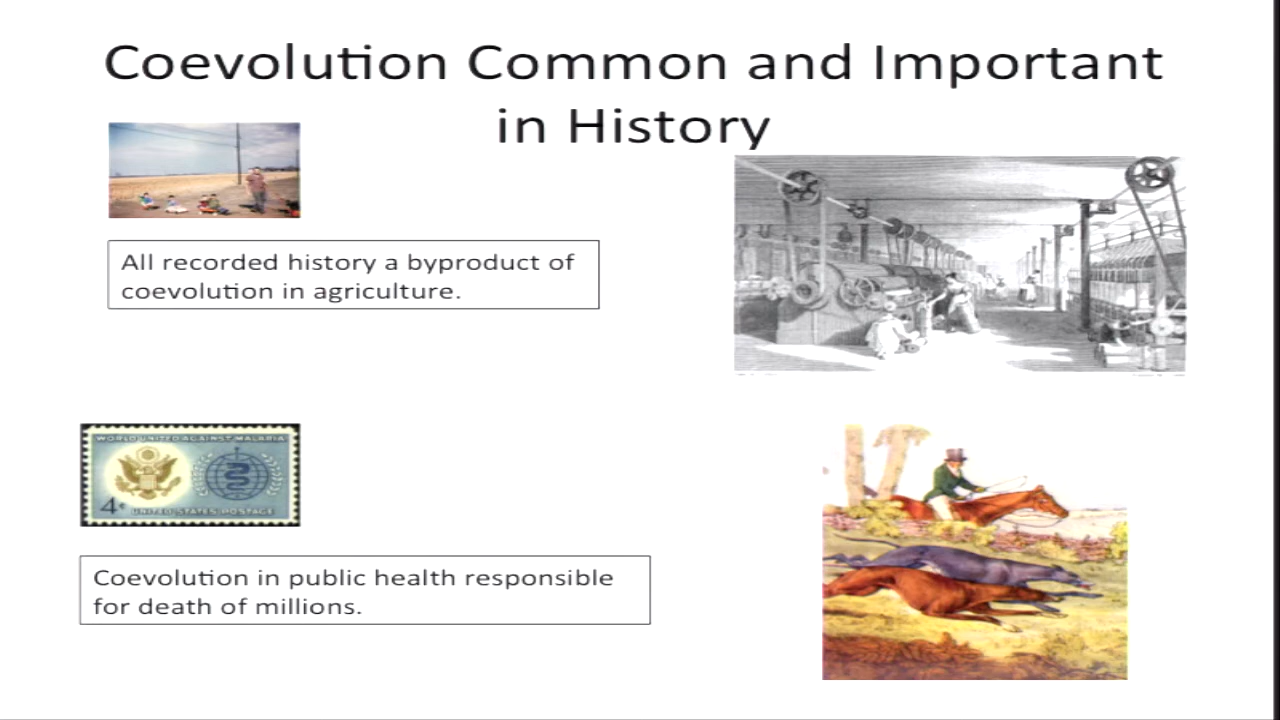 Coevolution Common and Important
in History
All recorded history a byproduct of
coevolution in agriculture.
WORLD UNITED AGAINST MALARIA
4¢ UNITED STATES POSTAGE
Coevolution in public health responsible
for death of millions.